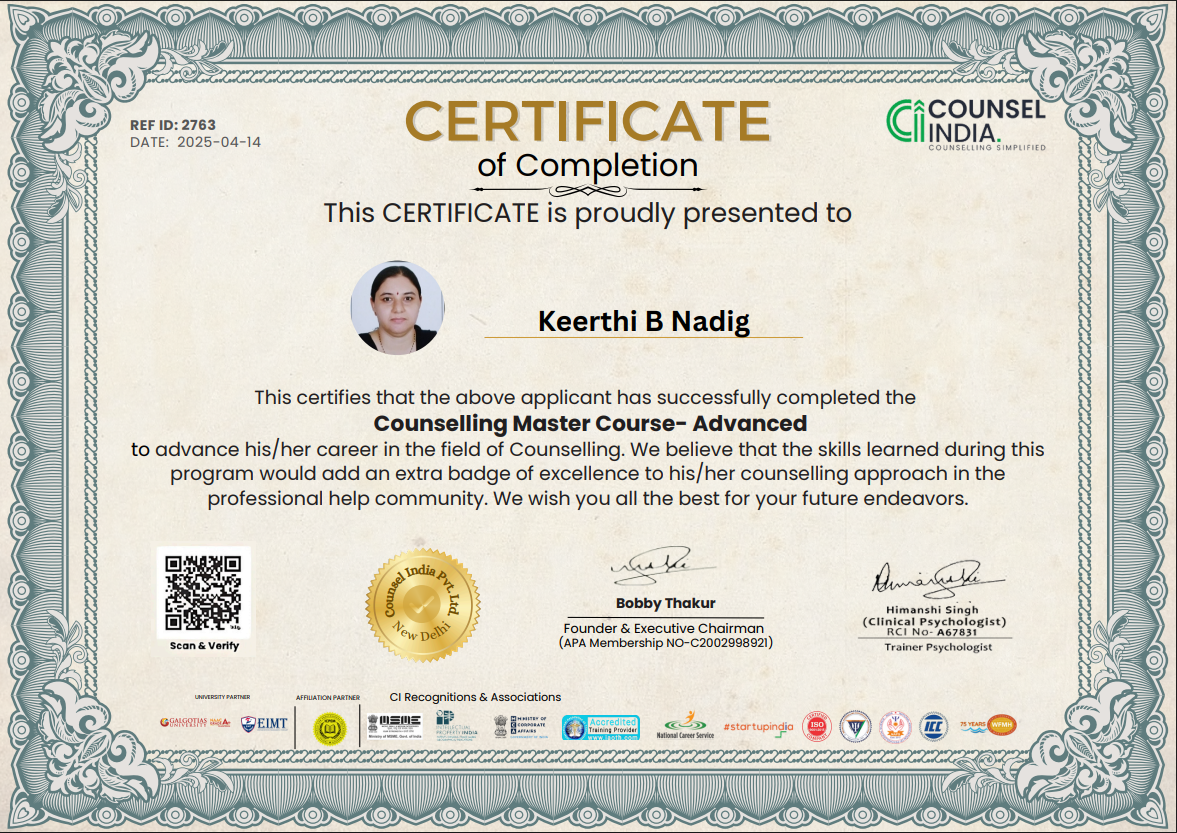 REF ID: 2763
DATE: 2025-04-14
CERTIFICATE
of Completion
COUNSEL
INDIA.
COUNSELLING SIMPLIFIED
This CERTIFICATE is proudly presented to
Keerthi B Nadig
This certifies that the above applicant has successfully completed the
Counselling Master Course- Advanced
to advance his/her career in the field of Counselling. We believe that the skills learned during this
program would add an extra badge of excellence to his/her counselling approach in the
professional help community. We wish you all the best for your future endeavors.
Scan & Verify
Counsel India Pvt. Ltd.
New Delhi
Bobby Thakur
Founder & Executive Chairman
(APA Membership NO-C2002998921)
Himanshi Singh
(Clinical Psychologist)
RCI No- A67831
Trainer Psychologist
UNIVERSITY PARTNER
AFFILIATION PARTNER
CI Recognitions & Associations
GALGOTIAS
UNIVERSITY
EIMT
MSME
Ministry of MSME, Govt. of India
INTELLECTUAL
PROPERTY INDIA
MINISTRY OF
CORPORATE
AFFAIRS
Accredited
Training Provider
National Career Service
#startupindia
ISO
ICC
75 YEARS
WFMH